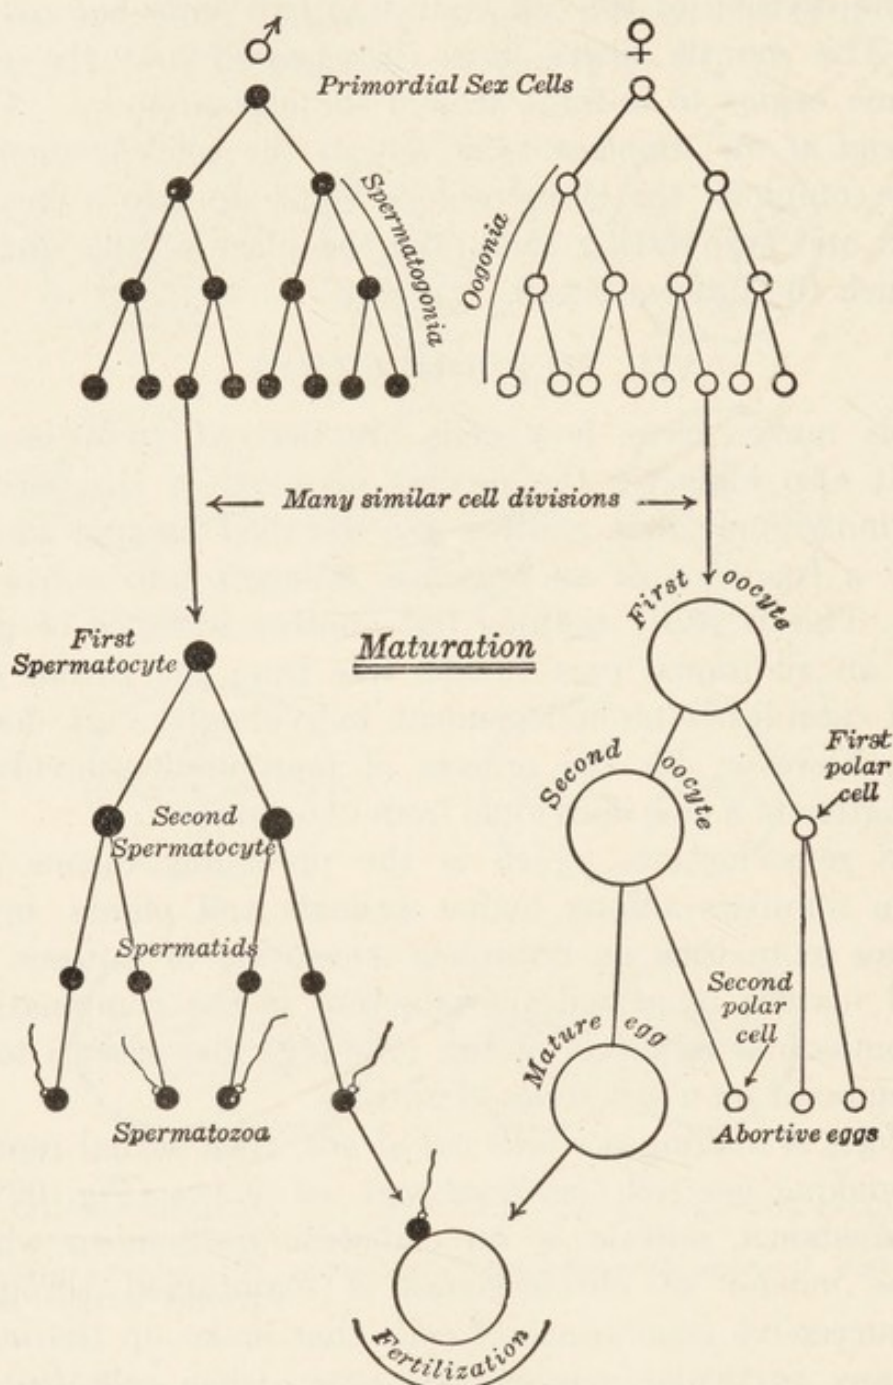 ♂
♀
Primordial Sex Cells
Spermatogonia
Oogonia
Many similar cell divisions
First
Spermatocyte
Maturation
First oocyte
Second oocyte
First
polar
cell
Second
Spermatocyte
Spermatids
Second
polar
cell
Mature egg
Spermatozoa
Abortive eggs
Fertilization